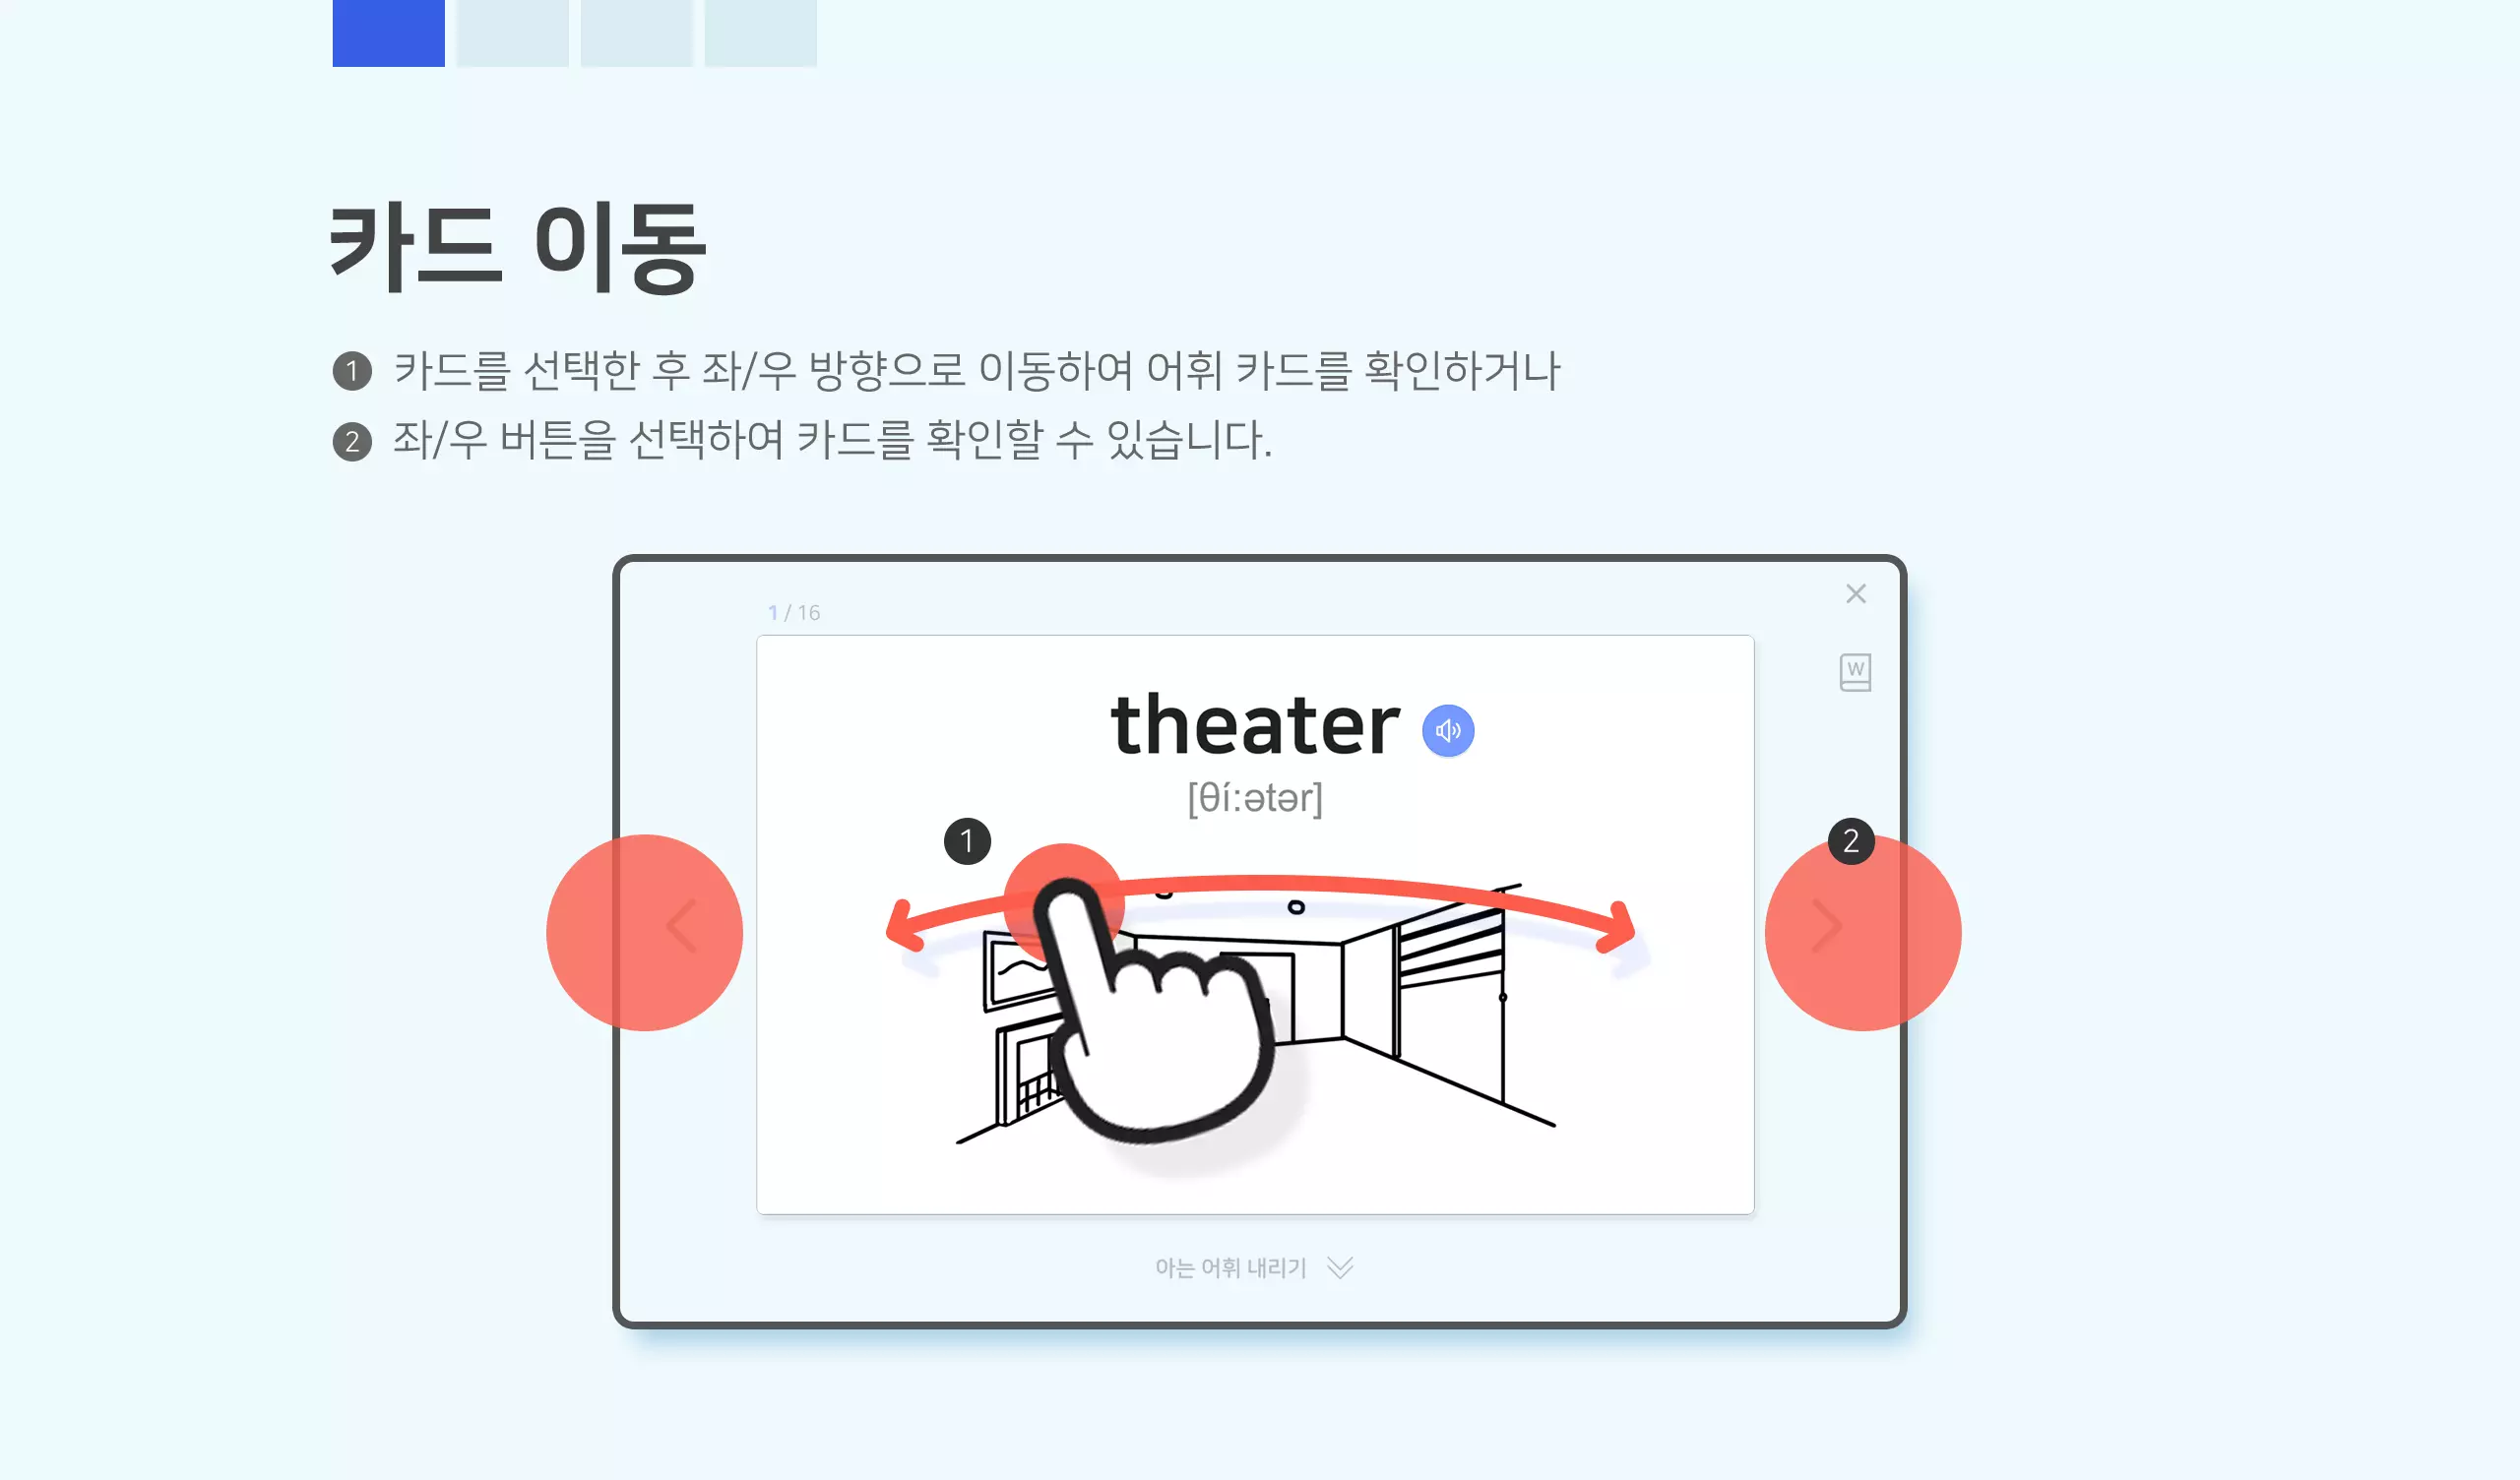 카드 이동
1 카드를 선택한 후 좌/우 방향으로 이동하여 어휘 카드를 확인하거나
2 좌/우 버튼을 선택하여 카드를 확인할 수 있습니다.
1 / 16
W
theater
[θí:ətər]
1
2
아는 어휘 내리기